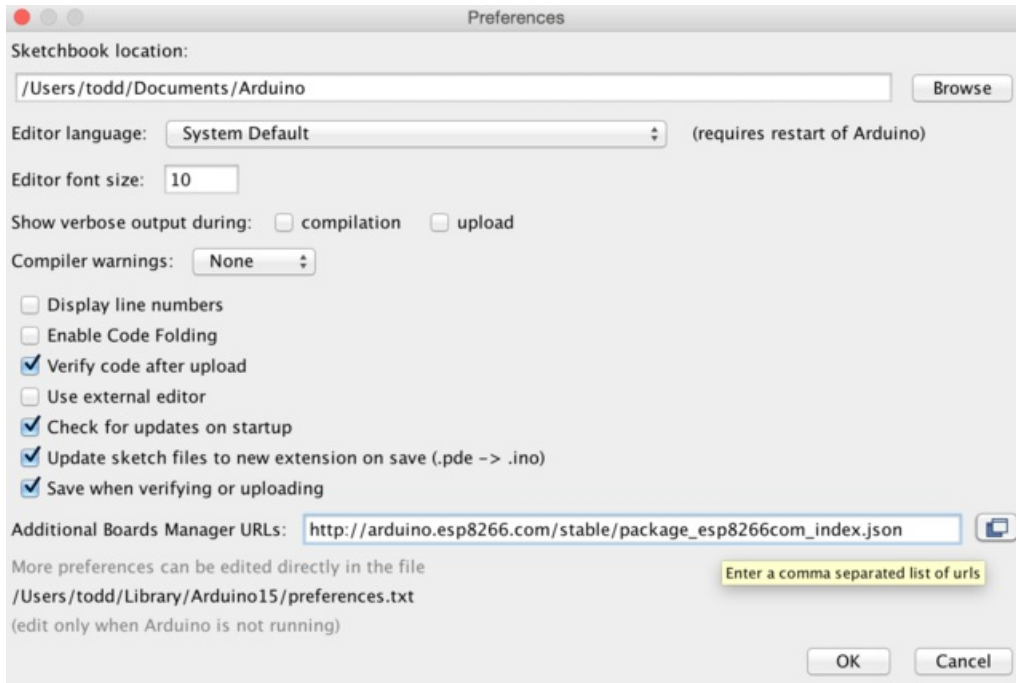 Preferences
Sketchbook location:
/Users/todd/Documents/Arduino Browse
Editor language: System Default (requires restart of Arduino)
Editor font size: 10
Show verbose output during: compilation upload
Compiler warnings: None
Display line numbers
Enable Code Folding
Verify code after upload
Use external editor
Check for updates on startup
Update sketch files to new extension on save (.pde -> .ino)
Save when verifying or uploading
Additional Boards Manager URLs: http://arduino.esp8266.com/stable/package_esp8266com_index.json
More preferences can be edited directly in the file
Enter a comma separated list of urls
/Users/todd/Library/Arduino15/preferences.txt
(edit only when Arduino is not running)
OK Cancel